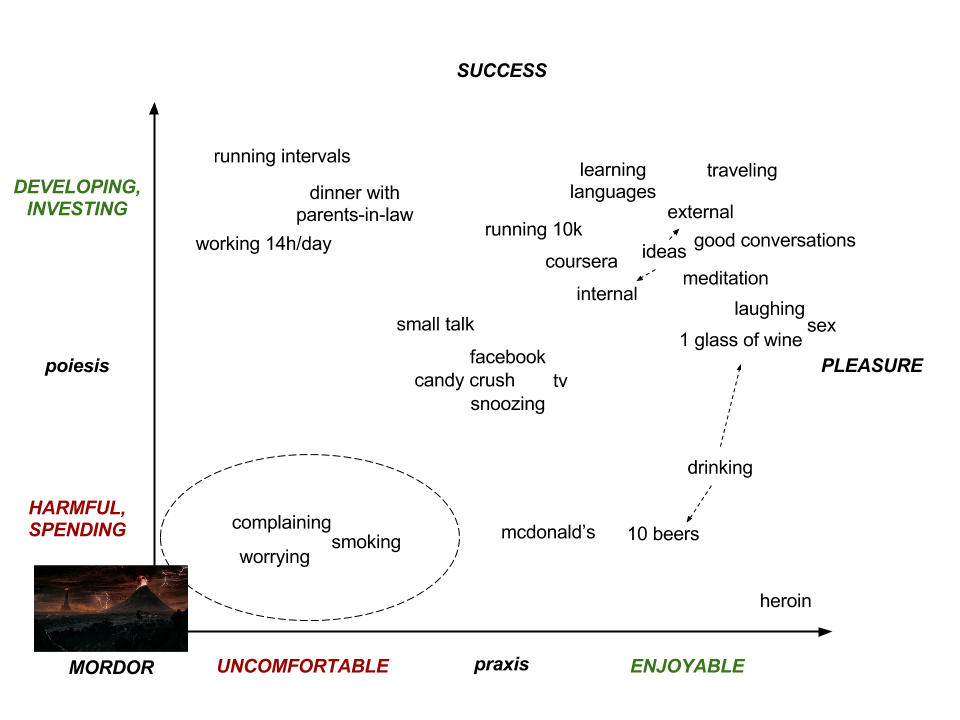 SUCCESS
running intervals
learning
languages
traveling
DEVELOPING,
INVESTING
dinner with
parents-in-law
external
running 10k
working 14h/day
ideas
good conversations
coursera
meditation
internal
laughing
small talk
sex
1 glass of wine
facebook
poiesis
PLEASURE
candy crush
tv
snoozing
drinking
HARMFUL,
SPENDING
complaining
smoking
mcdonald's
10 beers
worrying
heroin
MORDOR
UNCOMFORTABLE
praxis
ENJOYABLE